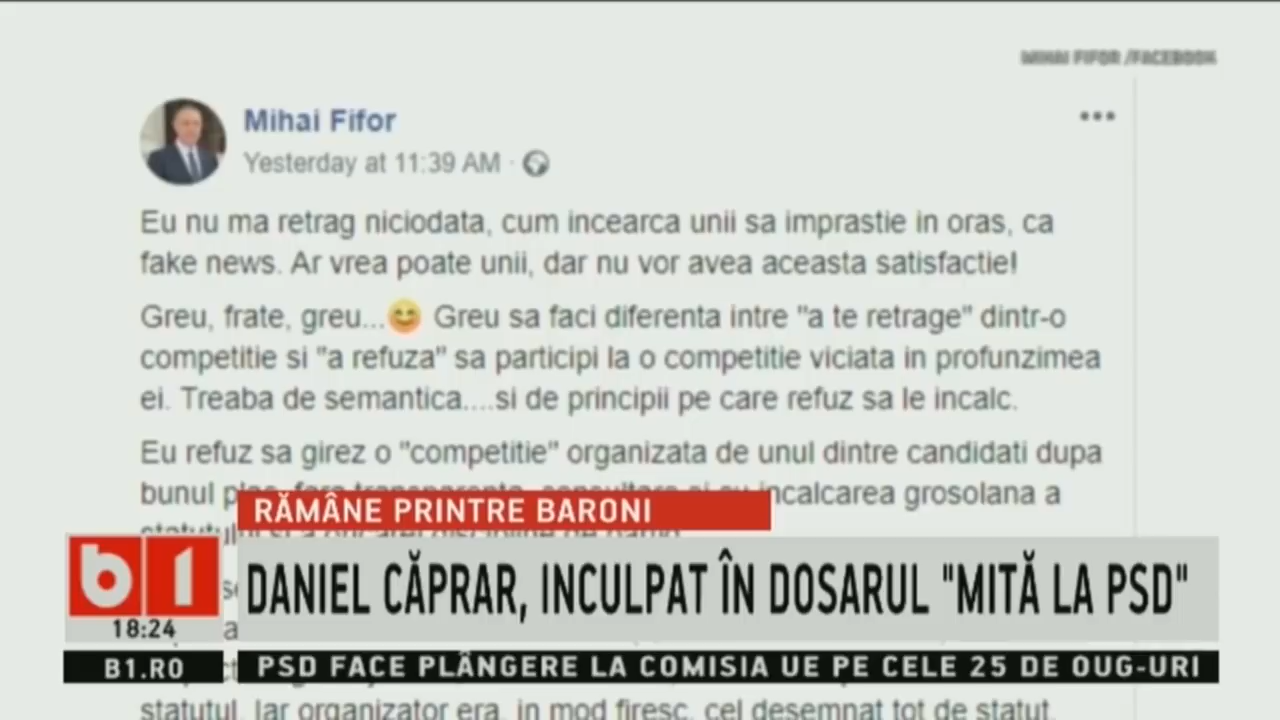 MIHAI FIFOR /FACEBOOK
Mihai Fifor
Yesterday at 11:39 AM ·
Eu nu ma retrag niciodata, cum incearca unii sa imprastie in oras, ca
fake news. Ar vrea poate unii, dar nu vor avea aceasta satisfactie!
Greu, frate, greu...😊 Greu sa faci diferenta intre "a te retrage" dintr-o
competitie si "a refuza" sa participi la o competitie viciata in profunzimea
ei. Treaba de semantica....si de principii pe care refuz sa le incalc.
Eu refuz sa girez o "competitie" organizata de unul dintre candidati dupa
bunul incalcarea grosolana a
RĂMÂNE PRINTRE BARONI
b1
DANIEL CĂPRAR, INCULPAT ÎN DOSARUL "MITĂ LA PSD"
18:24
B1.RO
PSD FACE PLÂNGERE LA COMISIA UE PE CELE 25 DE OUG-URI
statutul. Iar organizator era, in mod firesc, cel desemnat tot de statut,